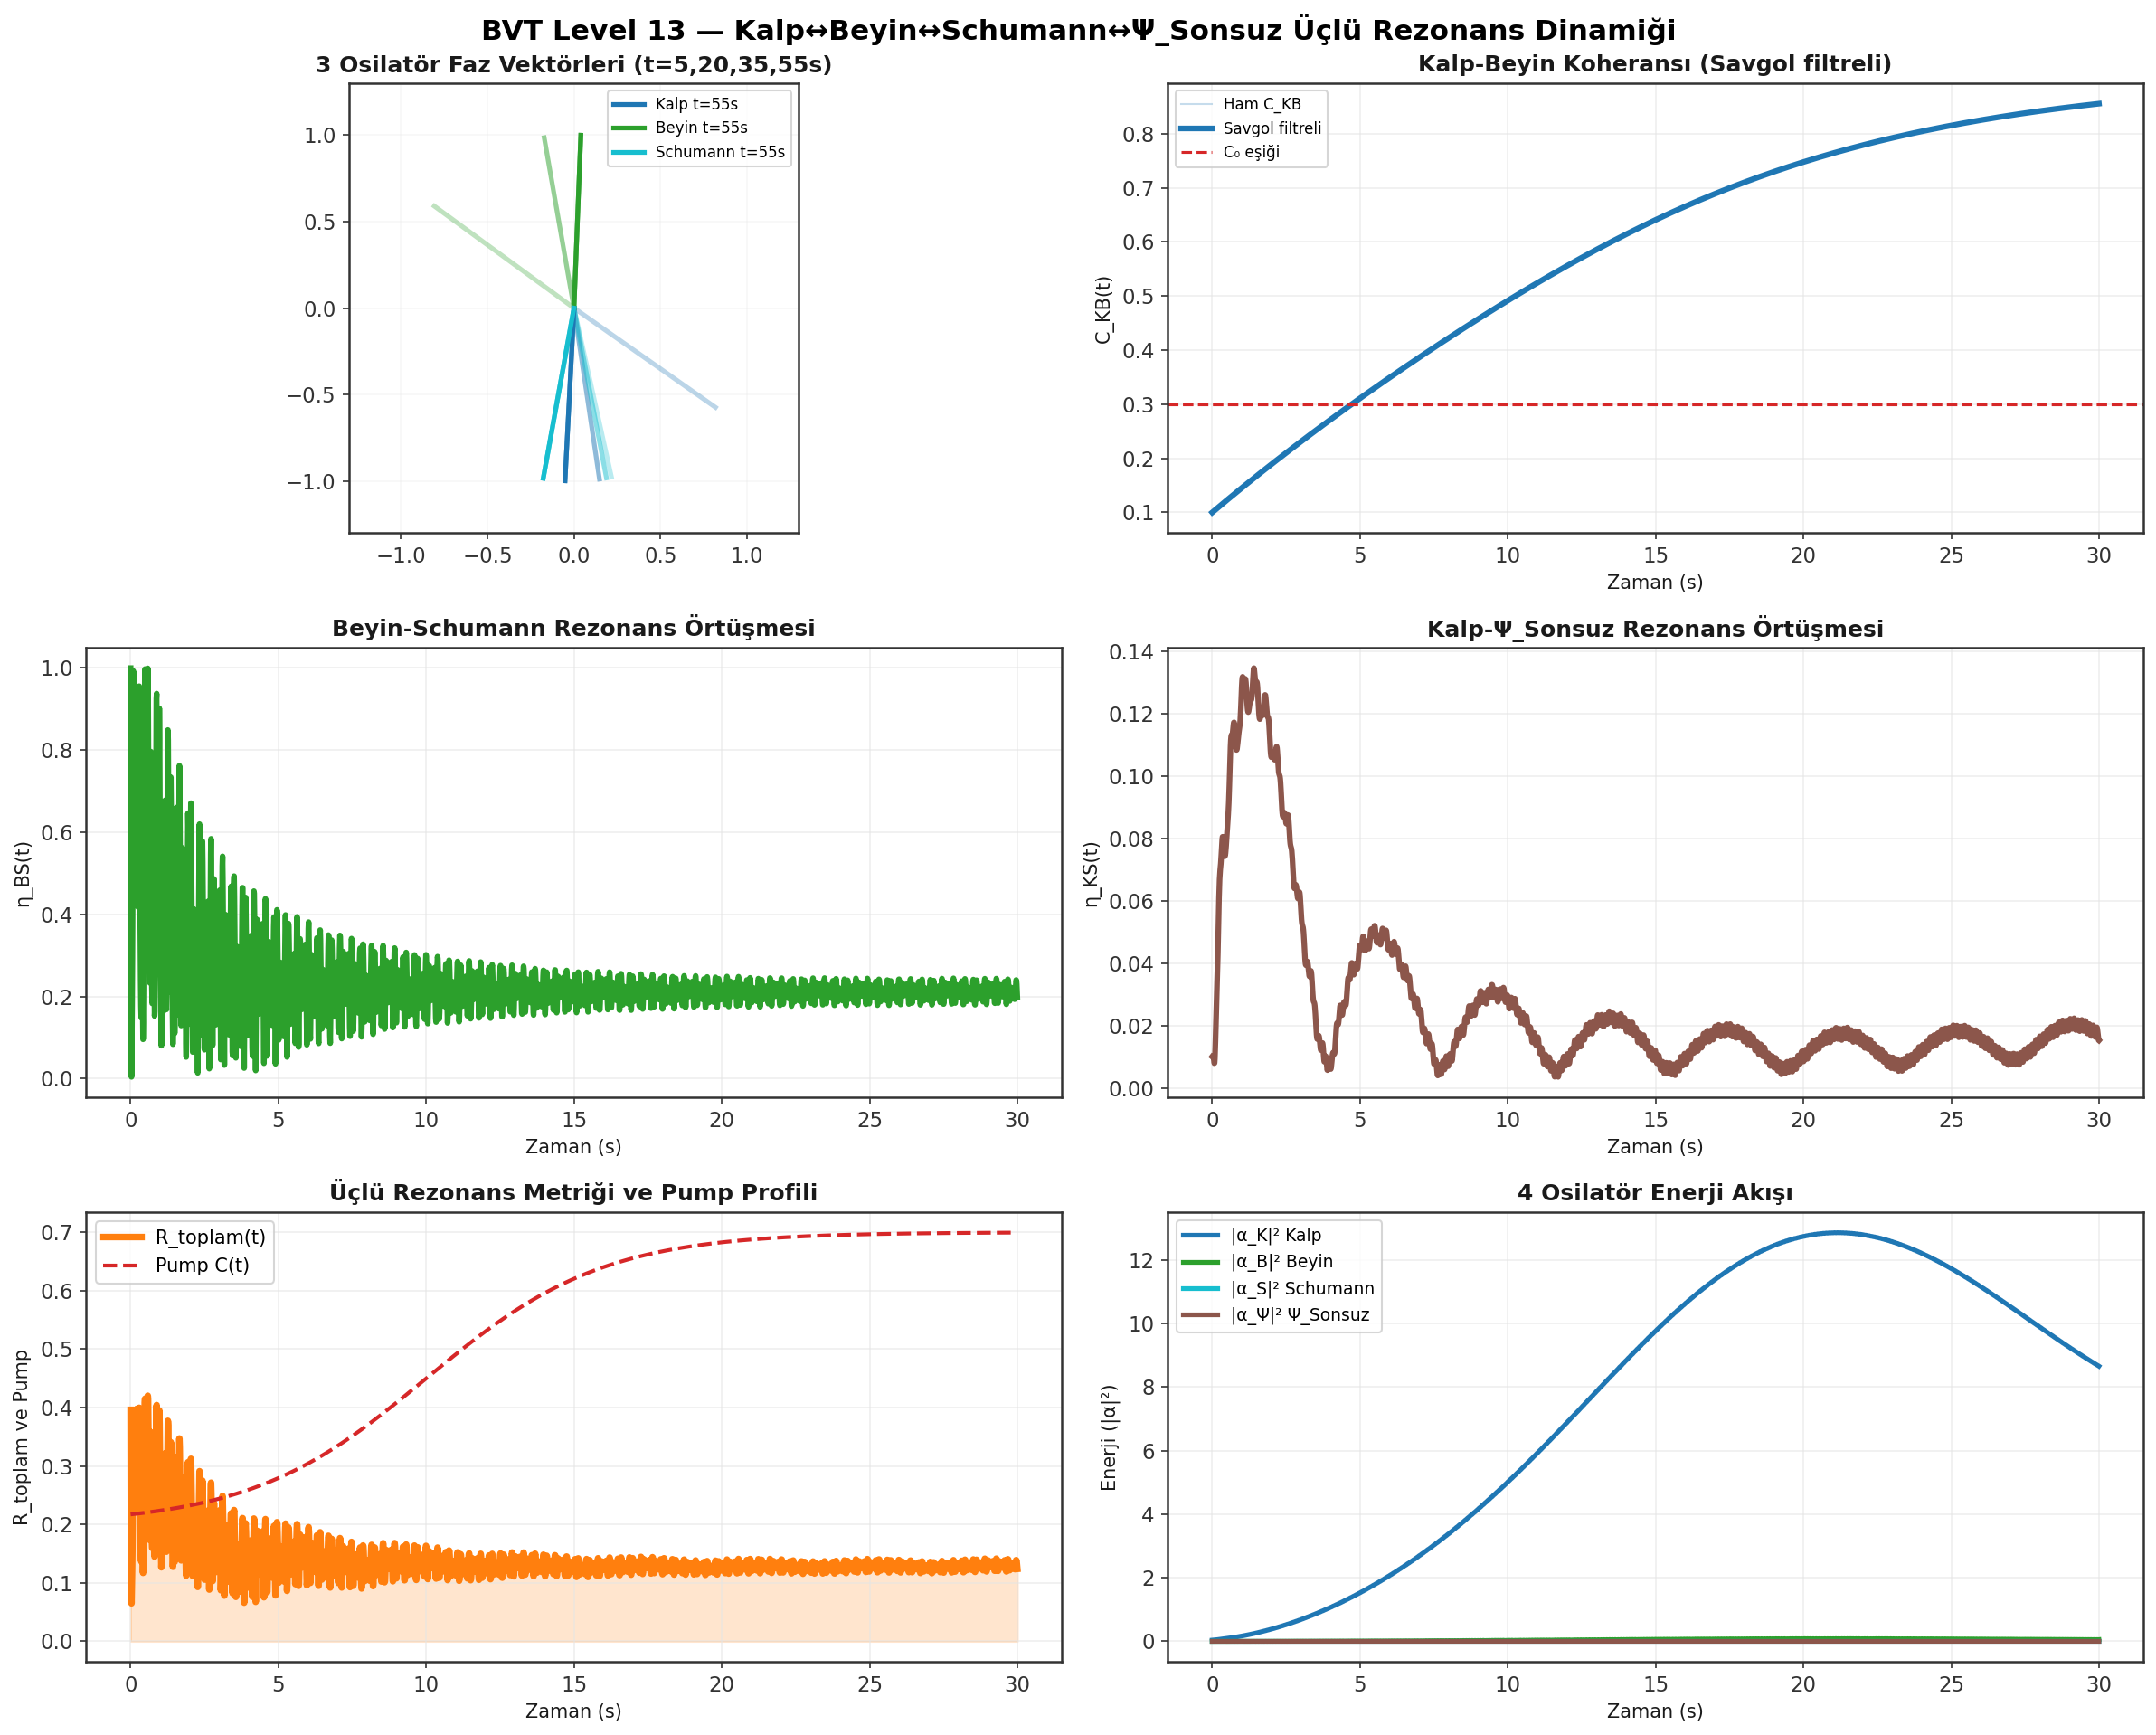 BVT Level 13 — Kalp↔Beyin↔Schumann↔Ψ_Sonsuz Üçlü Rezonans Dinamiği
3 Osilatör Faz Vektörleri (t=5,20,35,55s)
Kalp t=55s
Beyin t=55s
Schumann t=55s
1.0
0.5
0.0
−0.5
−1.0
−1.0 −0.5 0.0 0.5 1.0
Kalp-Beyin Koheransı (Savgol filtreli)
Ham C_KB
Savgol filtreli
C₀ eşiği
C_KB(t)
0.8
0.7
0.6
0.5
0.4
0.3
0.2
0.1
0 5 10 15 20 25 30
Zaman (s)
Beyin-Schumann Rezonans Örtüşmesi
η_BS(t)
1.0
0.8
0.6
0.4
0.2
0.0
0 5 10 15 20 25 30
Zaman (s)
Kalp-Ψ_Sonsuz Rezonans Örtüşmesi
η_KS(t)
0.14
0.12
0.10
0.08
0.06
0.04
0.02
0.00
0 5 10 15 20 25 30
Zaman (s)
Üçlü Rezonans Metriği ve Pump Profili
R_toplam(t)
Pump C(t)
R_toplam ve Pump
0.7
0.6
0.5
0.4
0.3
0.2
0.1
0.0
0 5 10 15 20 25 30
Zaman (s)
4 Osilatör Enerji Akışı
|α_K|² Kalp
|α_B|² Beyin
|α_S|² Schumann
|α_Ψ|² Ψ_Sonsuz
Enerji (|α|²)
12
10
8
6
4
2
0
0 5 10 15 20 25 30
Zaman (s)